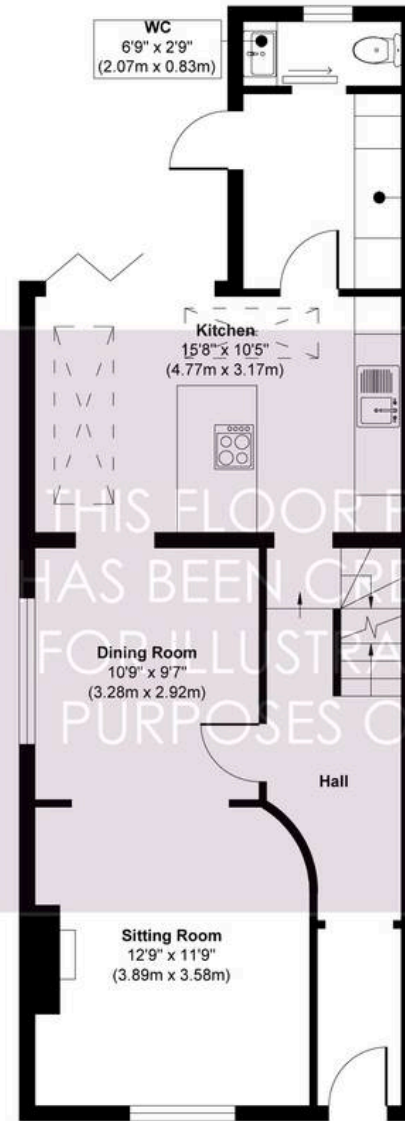 WC
6'9" x 2'9"
(2.07m x 0.83m)
Kitchen
15'8" x 10'5"
(4.77m x 3.17m)
THIS FLOOR
HAS BEEN
FOR
PURPOSES
Dining Room
10'9" x 9'7"
(3.28m x 2.92m)
Hall
Sitting Room
12'9" x 11'9"
(3.89m x 3.58m)